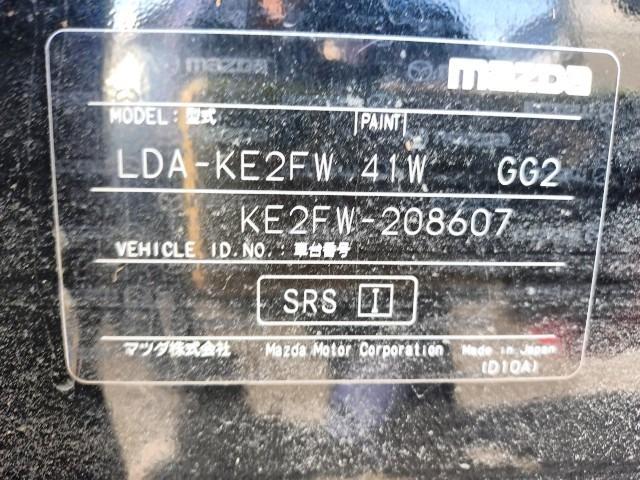 mazda
MODEL: 型式 PAINT
LDA-KE2FW 41W GG2
KE2FW-208607
VEHICLE ID.NO.: 車台番号
SRS I
マツダ株式会社 Mazda Motor Corporation Made in Japan
(D10A)